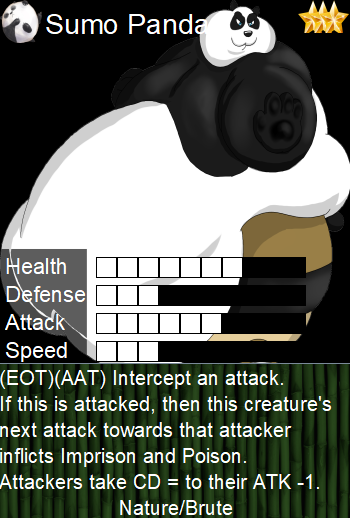 Sumo Panda
Health
Defense
Attack
Speed
(EOT)(AAT) Intercept an attack.
If this is attacked, then this creature's
next attack towards that attacker
inflicts Imprison and Poison.
Attackers take CD = to their ATK -1.
Nature/Brute